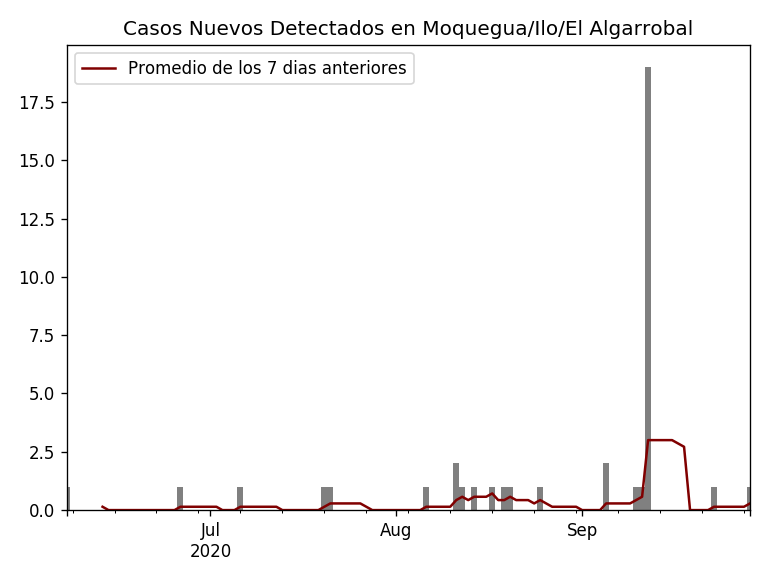 Casos Nuevos Detectados en Moquegua/Ilo/El Algarrobal
Promedio de los 7 dias anteriores
17.5
15.0
12.5
10.0
7.5
5.0
2.5
0.0
Jul
2020
Aug
Sep